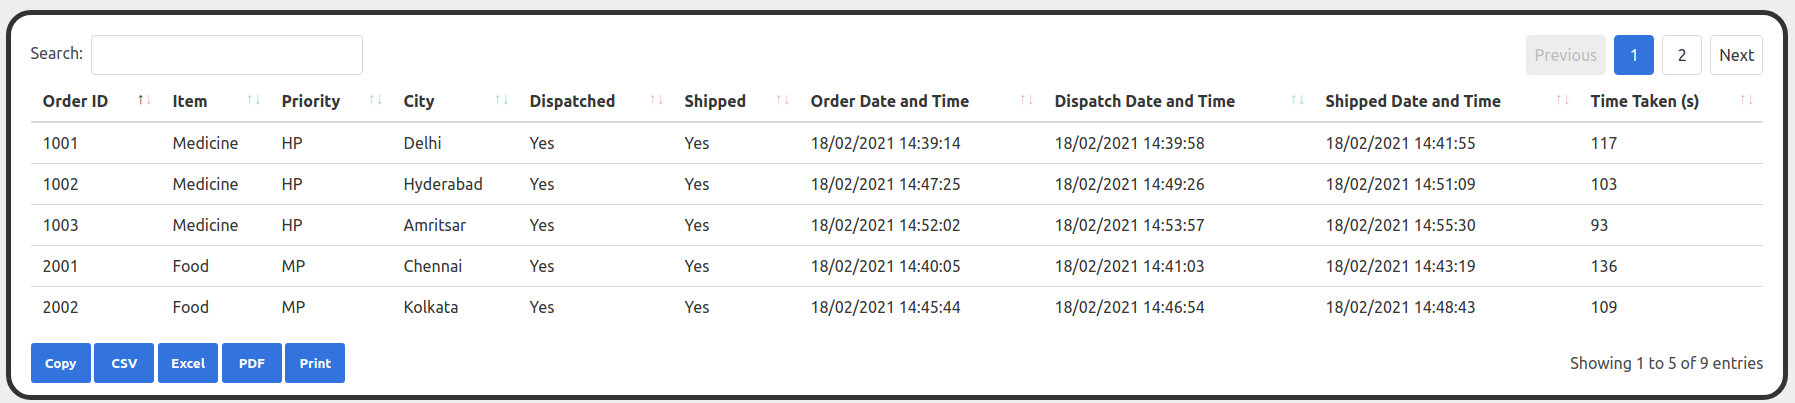 Search: Previous 1 2 Next
Order ID ↑↓ Item ↑↓ Priority ↑↓ City ↑↓ Dispatched ↑↓ Shipped ↑↓ Order Date and Time ↑↓ Dispatch Date and Time ↑↓ Shipped Date and Time ↑↓ Time Taken (s) ↑↓
1001 Medicine HP Delhi Yes Yes 18/02/2021 14:39:14 18/02/2021 14:39:58 18/02/2021 14:41:55 117
1002 Medicine HP Hyderabad Yes Yes 18/02/2021 14:47:25 18/02/2021 14:49:26 18/02/2021 14:51:09 103
1003 Medicine HP Amritsar Yes Yes 18/02/2021 14:52:02 18/02/2021 14:53:57 18/02/2021 14:55:30 93
2001 Food MP Chennai Yes Yes 18/02/2021 14:40:05 18/02/2021 14:41:03 18/02/2021 14:43:19 136
2002 Food MP Kolkata Yes Yes 18/02/2021 14:45:44 18/02/2021 14:46:54 18/02/2021 14:48:43 109
Copy CSV Excel PDF Print Showing 1 to 5 of 9 entries